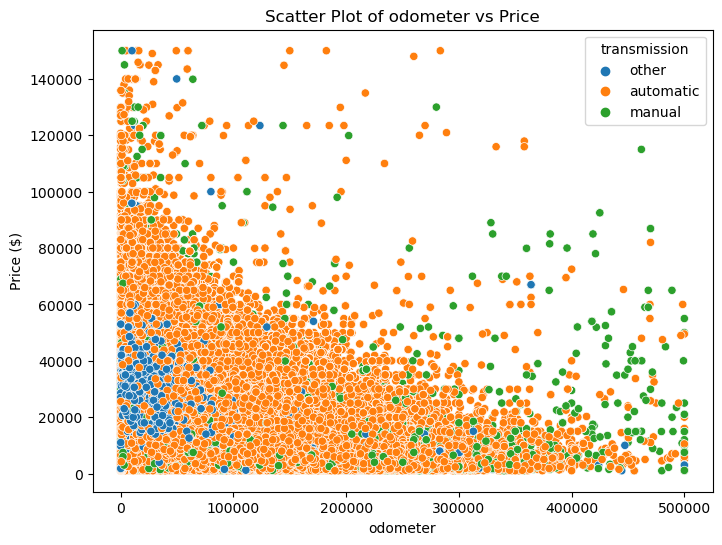 Scatter Plot of odometer vs Price
transmission
other
automatic
manual
Price ($)
140000
120000
100000
80000
60000
40000
20000
0
0 100000 200000 300000 400000 500000
odometer